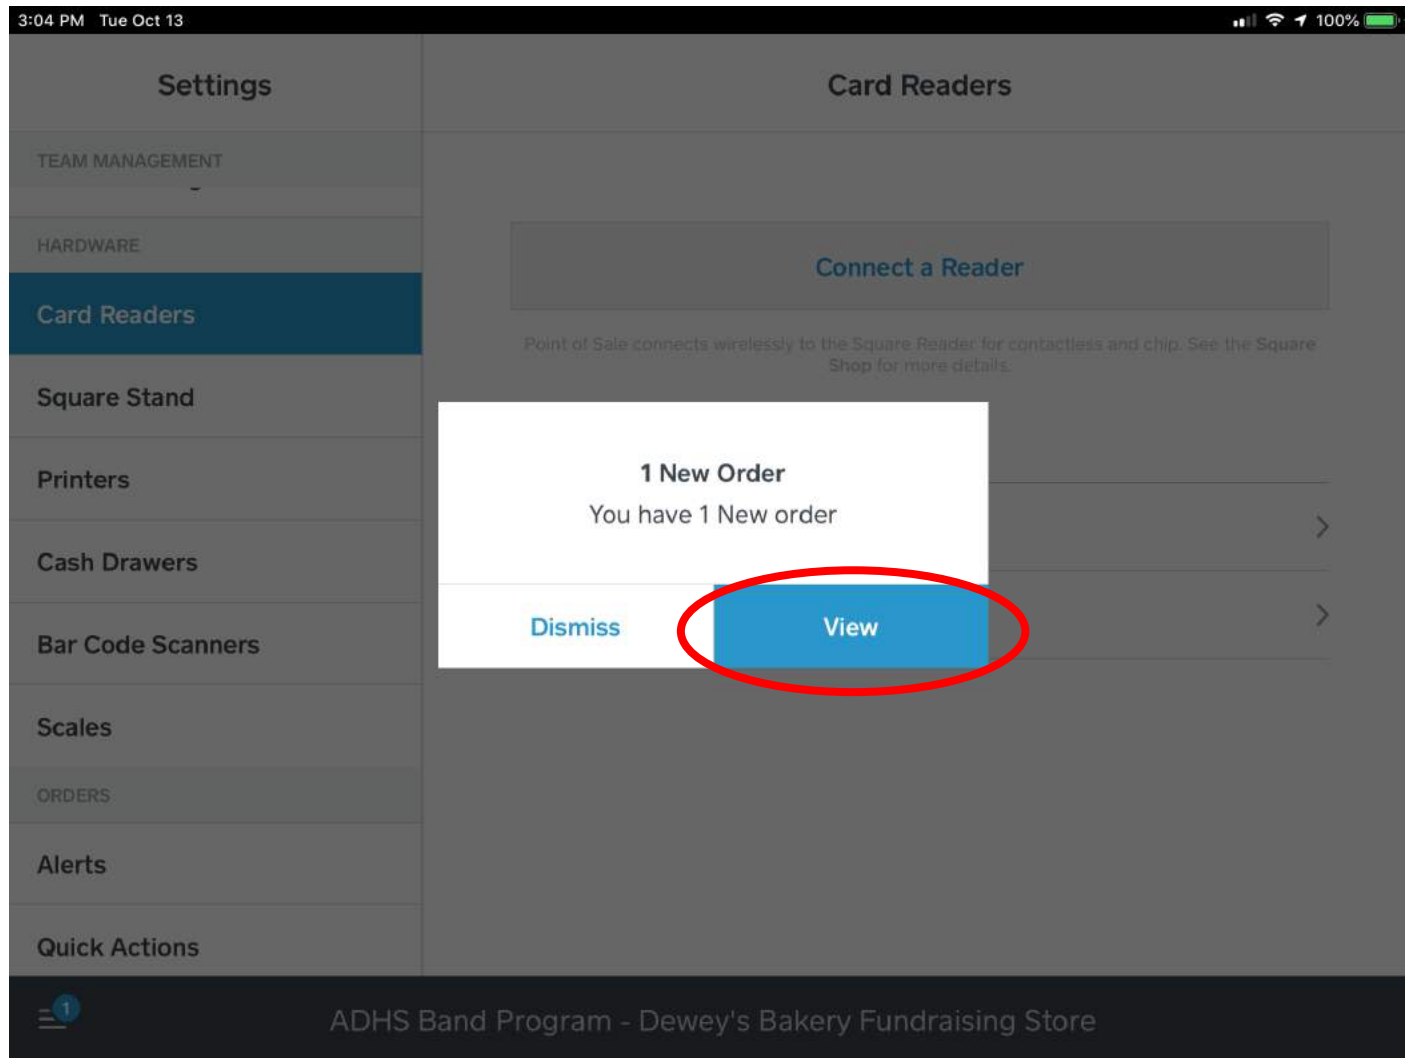 3:04 PM Tue Oct 13
100%
Settings
Card Readers
TEAM MANAGEMENT
HARDWARE
Connect a Reader
Card Readers
Point of Sale connects wirelessly to the Square Reader for contactless and chip. See the Square
Shop for more details.
Square Stand
1 New Order
Printers
You have 1 New order
Cash Drawers
Dismiss
View
Bar Code Scanners
Scales
ORDERS
Alerts
Quick Actions
1
ADHS Band Program - Dewey's Bakery Fundraising Store